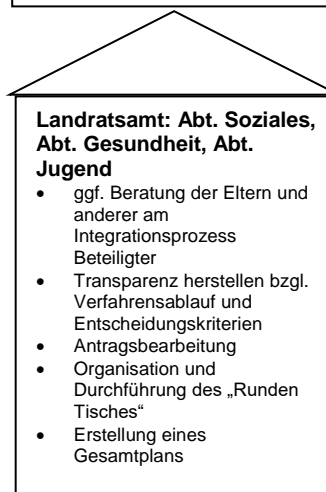 Landratsamt: Abt. Soziales,
Abt. Gesundheit, Abt.
Jugend
• ggf. Beratung der Eltern und
anderer am
Integrationsprozess
Beteiligter
• Transparenz herstellen bzgl.
Verfahrensablauf und
Entscheidungskriterien
• Antragsbearbeitung
• Organisation und
Durchführung des „Runden
Tisches“
• Erstellung eines
Gesamtplans